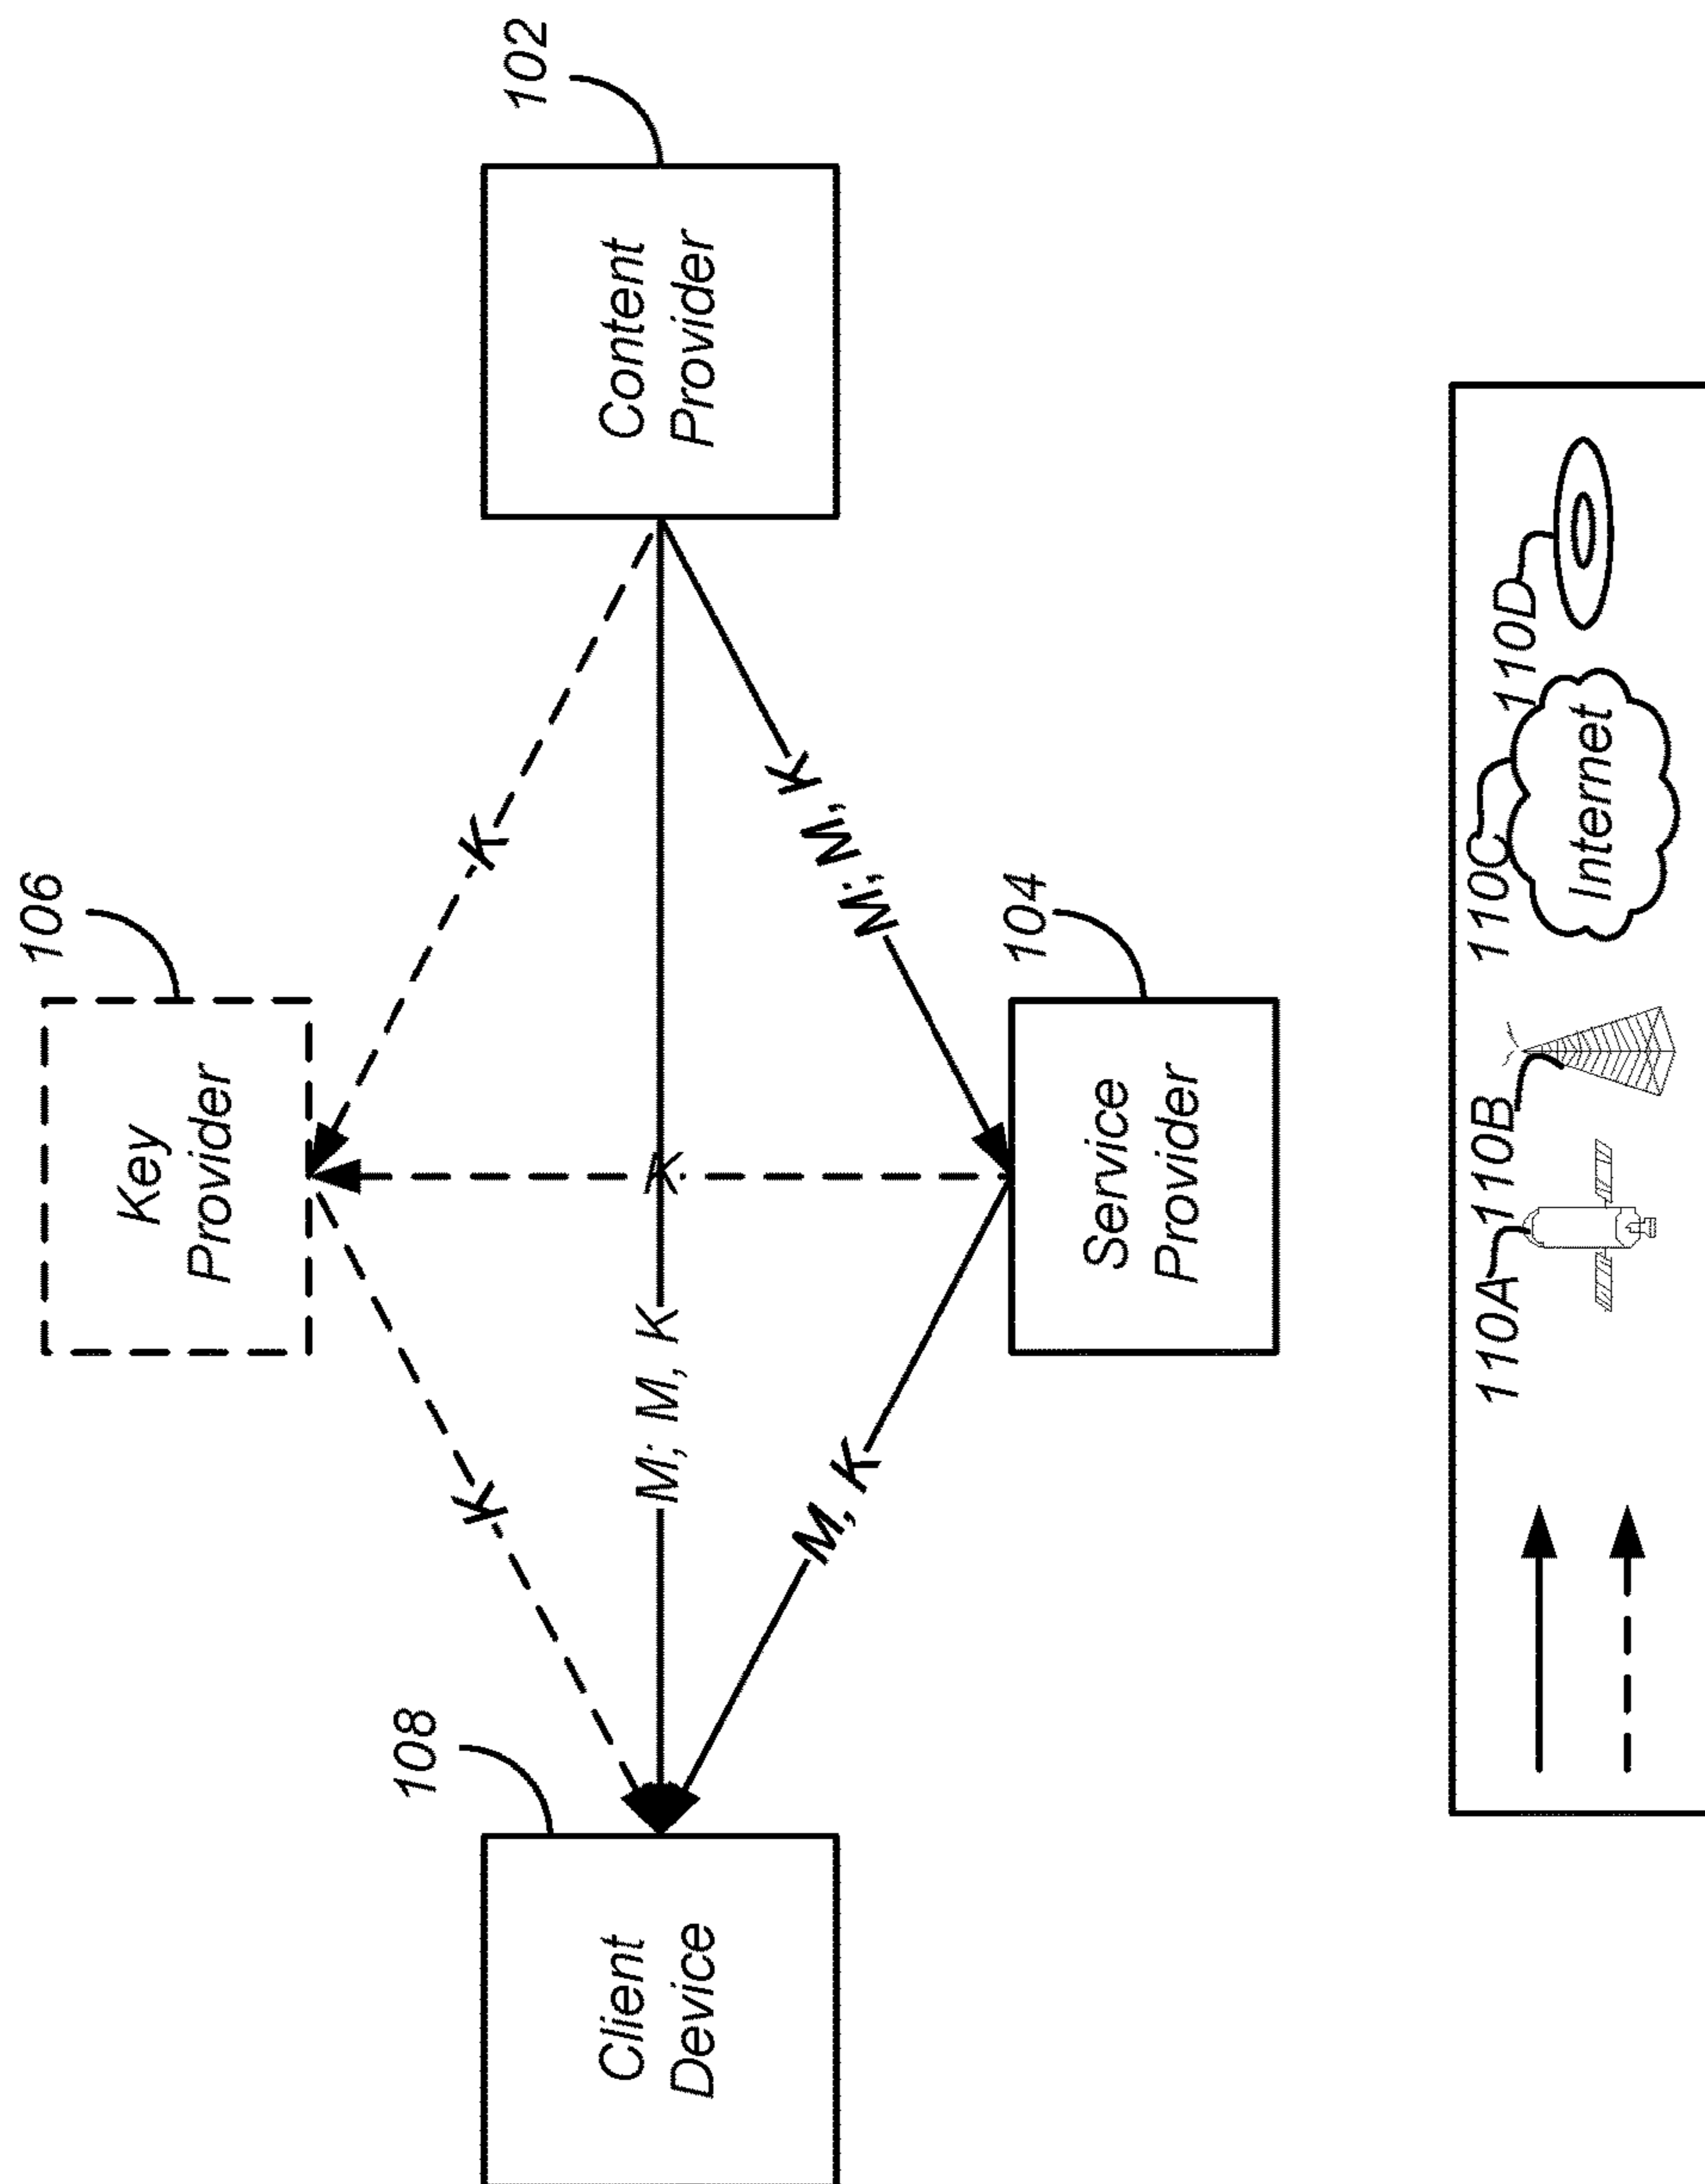 106
Key
Provider
108
K
K
102
Client
Device
M; M, K
K
Content
Provider
M, K
M; M, K
104
Service
Provider
110A
110B
110C
110D
Internet